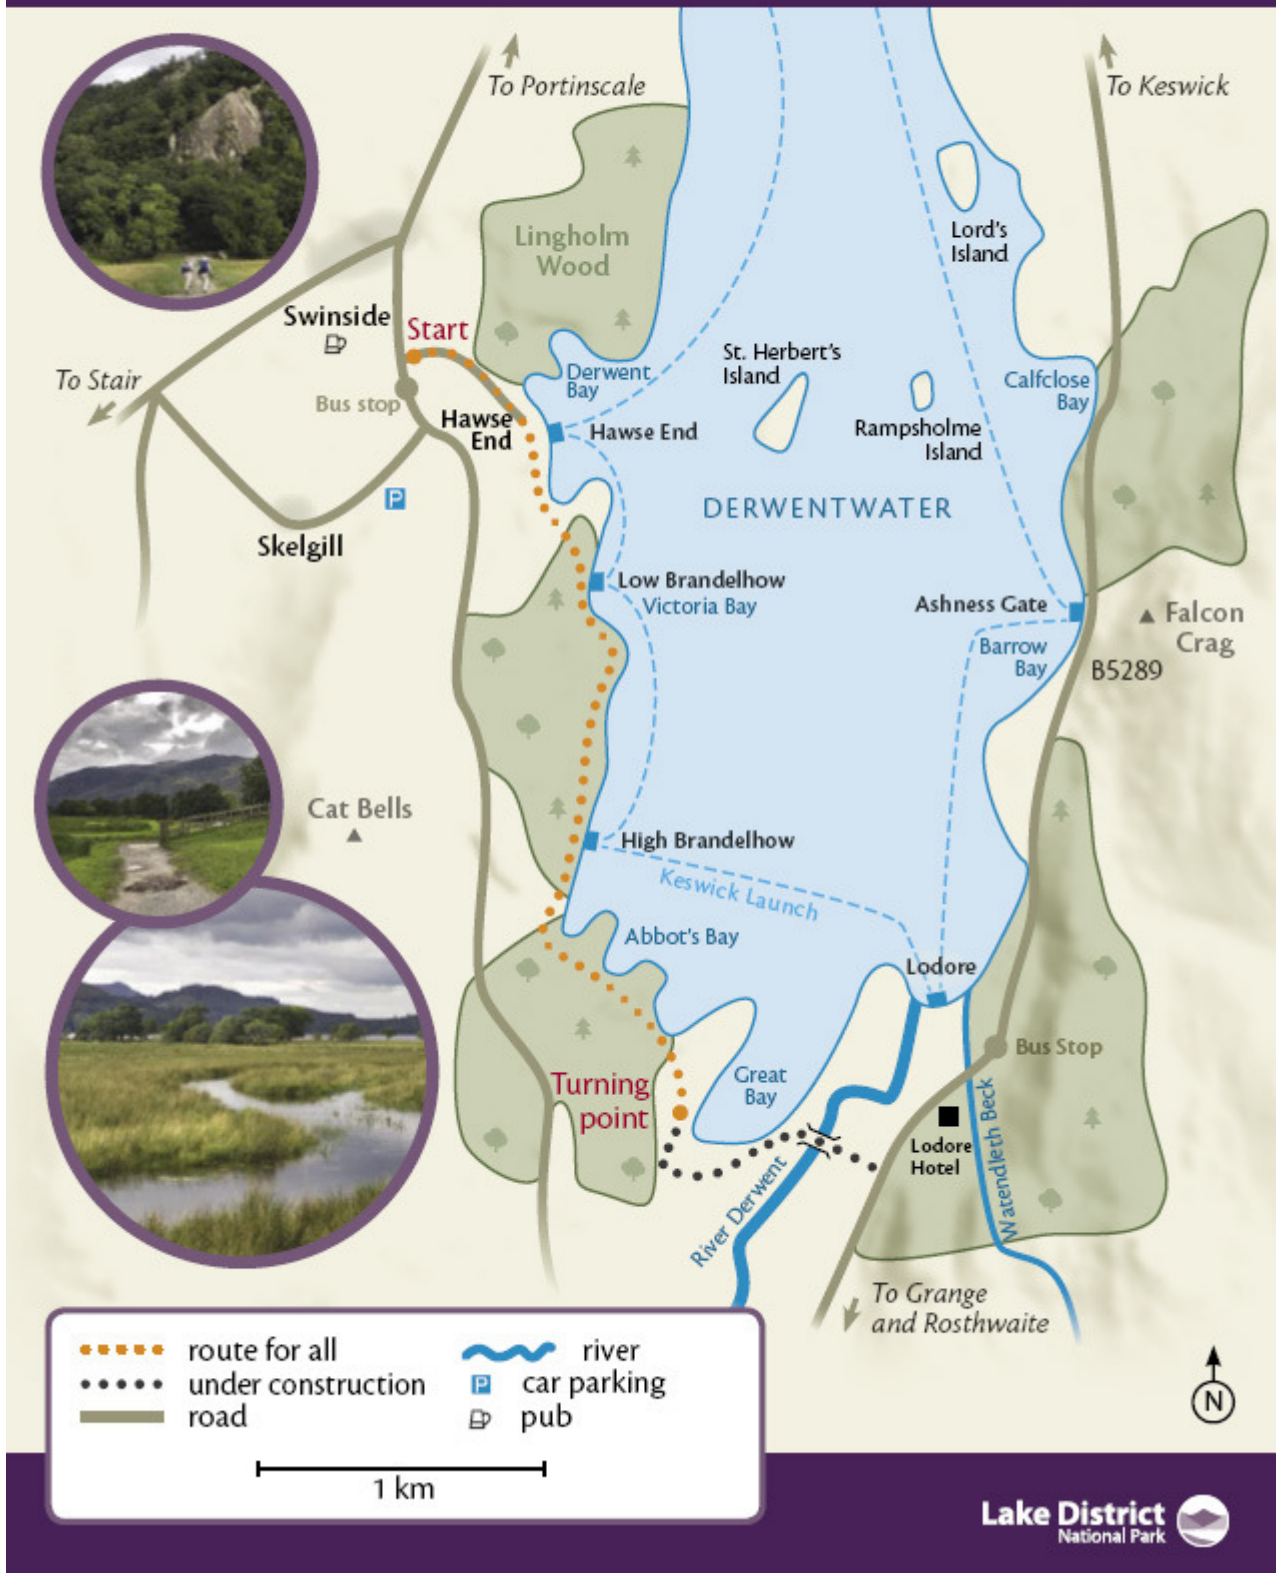 To Portinscale
To Keswick
Lingholm
Wood
Lord's
Island
Swinside
Start
To Stair
Bus stop
Derwent
Bay
St. Herbert's
Island
Calfclose
Bay
Hawse
End
Hawse End
Rampsholme
Island
P
DERWENTWATER
Skelgill
Low Brandelhow
Victoria Bay
Ashness Gate
Falcon
Crag
Barrow
Bay
B5289
Cat Bells
High Brandelhow
Keswick Launch
Abbot's Bay
Lodore
Bus Stop
Turning
point
Great
Bay
Lodore
Hotel
Watendleth Beck
River Derwent
To Grange
and Rosthwaite
route for all
river
under construction
P
car parking
road
pub
1 km
N
Lake District
National Park